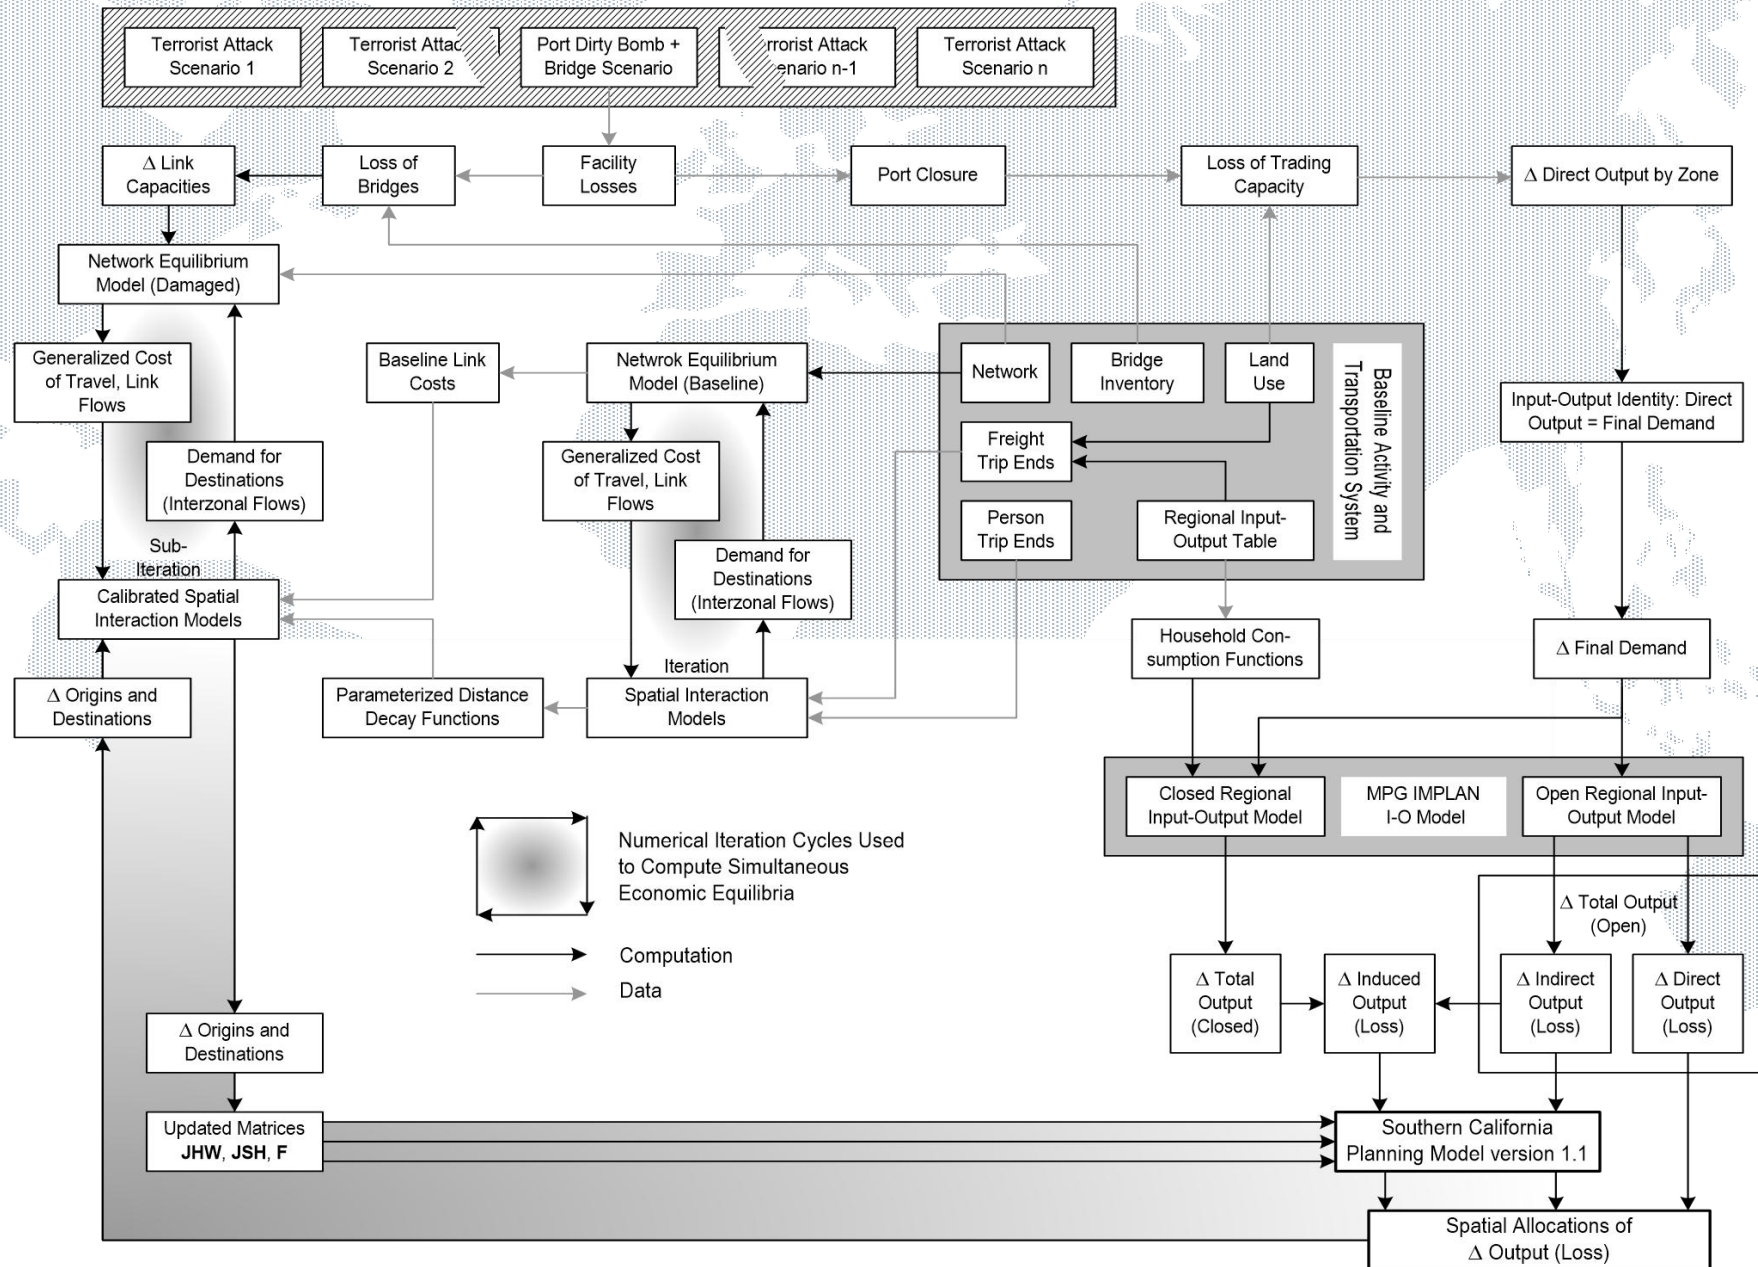 Terrorist Attack
Scenario 1
Terrorist Attac
Scenario 2
Port Dirty Bomb +
Bridge Scenario
rrorist Attack
enario n-1
Terrorist Attack
Scenario n
Δ Link
Capacities
Loss of
Bridges
Facility
Losses
Port Closure
Loss of Trading
Capacity
Δ Direct Output by Zone
Network Equilibrium
Model (Damaged)
Generalized Cost
of Travel, Link
Flows
Baseline Link
Costs
Netwrok Equilibrium
Model (Baseline)
Network
Bridge
Inventory
Land
Use
Baseline Activity and
Transportation System
Input-Output Identity: Direct
Output = Final Demand
Demand for
Destinations
(Interzonal Flows)
Generalized Cost
of Travel, Link
Flows
Freight
Trip Ends
Person
Trip Ends
Regional Input-
Output Table
Sub-
Iteration
Demand for
Destinations
(Interzonal Flows)
Calibrated Spatial
Interaction Models
Household Con-
sumption Functions
Δ Final Demand
Iteration
Δ Origins and
Destinations
Parameterized Distance
Decay Functions
Spatial Interaction
Models
Closed Regional
Input-Output Model
MPG IMPLAN
I-O Model
Open Regional Input-
Output Model
Numerical Iteration Cycles Used
to Compute Simultaneous
Economic Equilibria
Computation
Data
Δ Total Output
(Open)
Δ Total
Output
(Closed)
Δ Induced
Output
(Loss)
Δ Indirect
Output
(Loss)
Δ Direct
Output
(Loss)
Δ Origins and
Destinations
Updated Matrices
JHW, JSH, F
Southern California
Planning Model version 1.1
Spatial Allocations of
Δ Output (Loss)